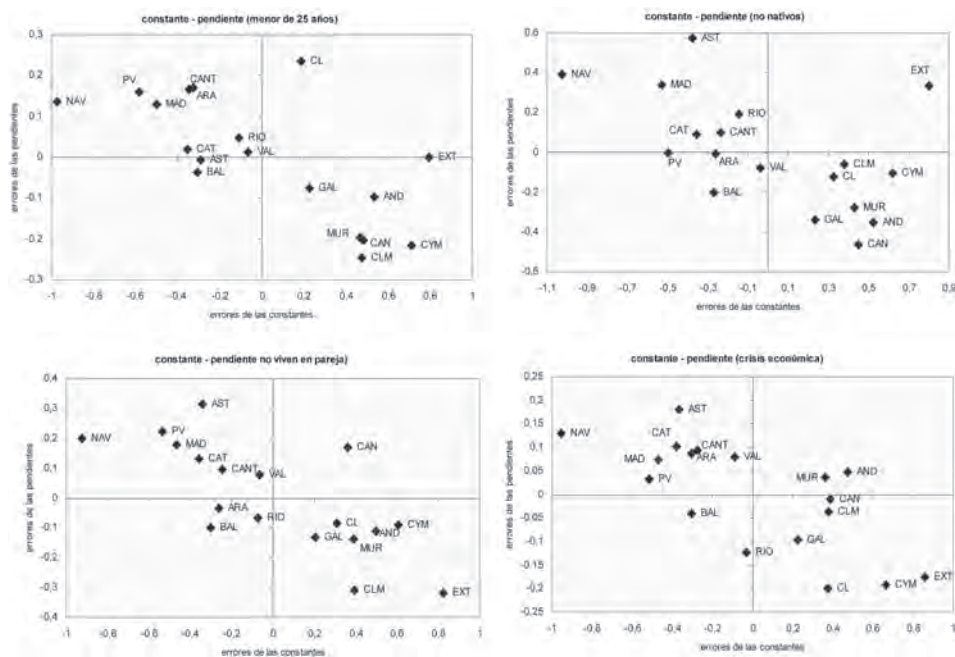 constante - pendiente (menor de 25 años)
errores de las pendientes
0,3
0,2
0,1
0
-0,1
-0,2
-0,3
CL
PV
CANT
ARA
NAV
MAD
RIO
VAL
CAT
AST
BAL
EXT
GAL
AND
MUR
CAN
CYM
CLM
-1
-0,8
-0,6
-0,4
-0,2
0
0,2
0,4
0,6
0,8
1
errores de las constantes
constante - pendiente (no nativos)
errores de las pendientes
0,6
0,4
0,2
0
-0,2
-0,4
-0,6
AST
NAV
MAD
EXT
RIO
CAT
CANT
PV
ARA
VAL
CLM
CL
CYM
BAL
MUR
GAL
AND
CAN
-1,1
-0,9
-0,7
-0,5
-0,3
-0,1
0,1
0,3
0,5
0,7
0,9
errores de las constantes
constante - pendiente no viven en pareja)
errores de las pendientes
0,4
0,3
0,2
0,1
0
-0,1
-0,2
-0,3
-0,4
AST
PV
NAV
MAD
CAN
CAT
CANT
VAL
ARA
RIO
BAL
CL
CYM
AND
GAL
MUR
CLM
EXT
-1
-0,8
-0,6
-0,4
-0,2
0
0,2
0,4
0,6
0,8
1
errores de las constantes
constante - pendiente (crisis económica)
errores de las pendientes
0,25
0,2
0,15
0,1
0,05
0
-0,05
-0,1
-0,15
-0,2
-0,25
AST
NAV
CAT
CANT
ARA
VAL
MAD
PV
MUR
AND
CAN
CLM
BAL
GAL
RIO
EXT
CYM
CL
-1
-0,8
-0,6
-0,4
-0,2
0
0,2
0,4
0,6
0,8
1
errores de las constantes